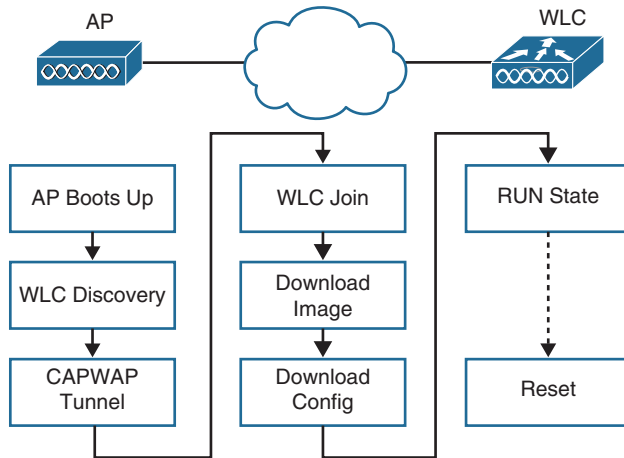 AP
WLC
AP Boots Up
WLC Discovery
CAPWAP
Tunnel
WLC Join
Download
Image
Download
Config
RUN State
Reset